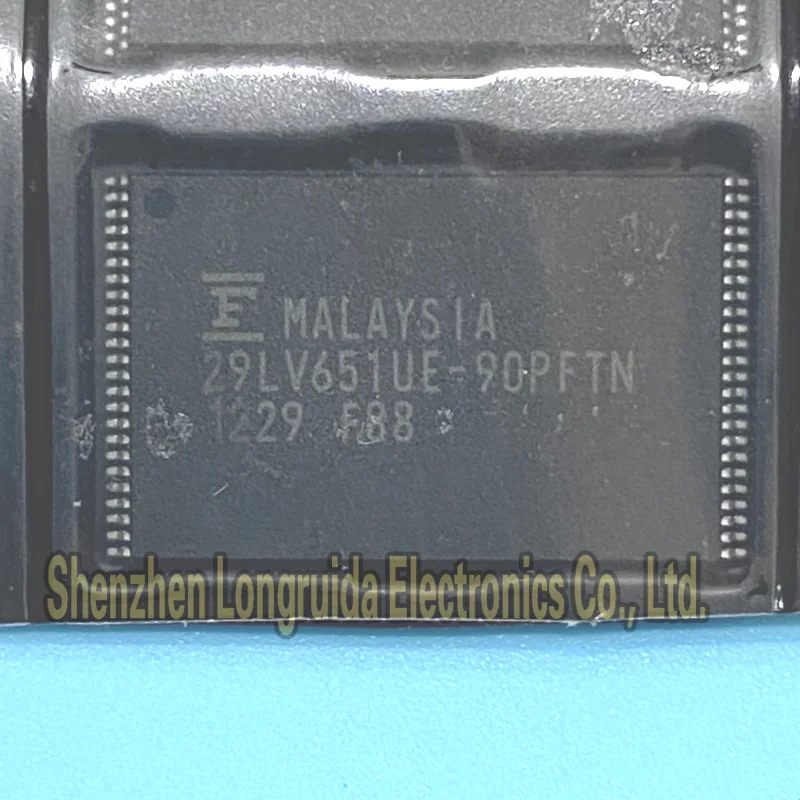 F MALAYSIA
29LV651UE-90PFTN
1229 F88
Shenzhen Longruida Electronics Co., Ltd.